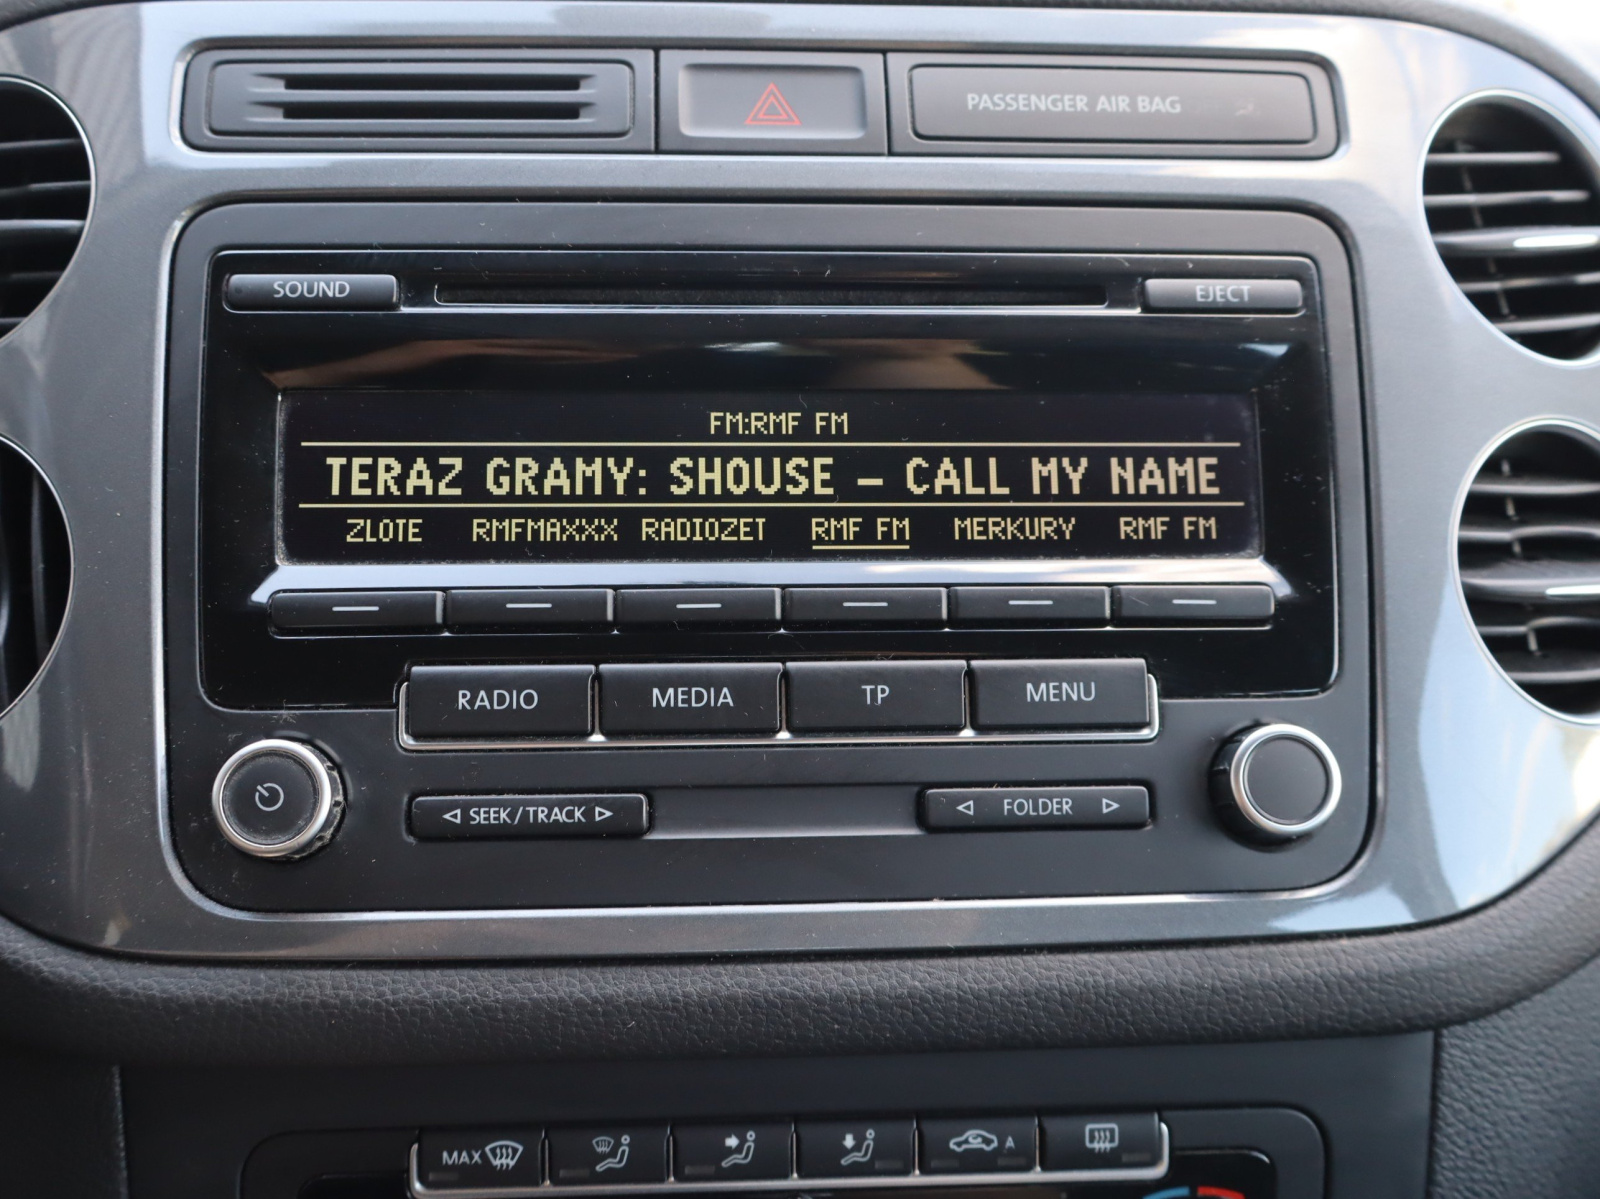 PASSENGER AIR BAG
SOUND
EJECT
FM:RMF FM
TERAZ GRAMY: SHOUSE – CALL MY NAME
ZLOTE RMFMAXXX RADIOZET RMF FM MERKURY RMF FM
RADIO MEDIA TP MENU
SEEK/TRACK
FOLDER
MAX
A